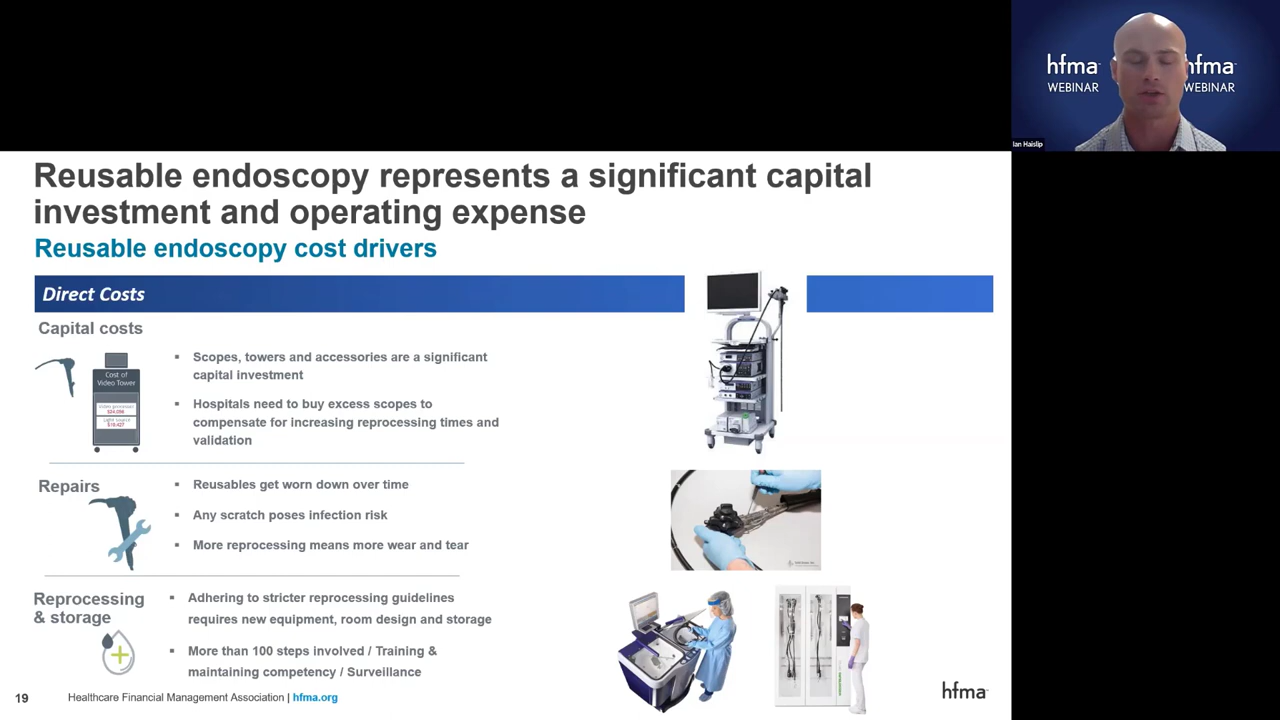 hfma
WEBINAR
hfma
WEBINAR
Ian Haislip
Reusable endoscopy represents a significant capital
investment and operating expense
Reusable endoscopy cost drivers
Direct Costs
Capital costs
Cost of
Video Tower
Video processor
Light source
▪ Scopes, towers and accessories are a significant
capital investment
▪ Hospitals need to buy excess scopes to
compensate for increasing reprocessing times and
validation
Repairs
▪ Reusables get worn down over time
▪ Any scratch poses infection risk
▪ More reprocessing means more wear and tear
Reprocessing
& storage
▪ Adhering to stricter reprocessing guidelines
requires new equipment, room design and storage
▪ More than 100 steps involved / Training &
maintaining competency / Surveillance
19
Healthcare Financial Management Association | hfma.org
hfma